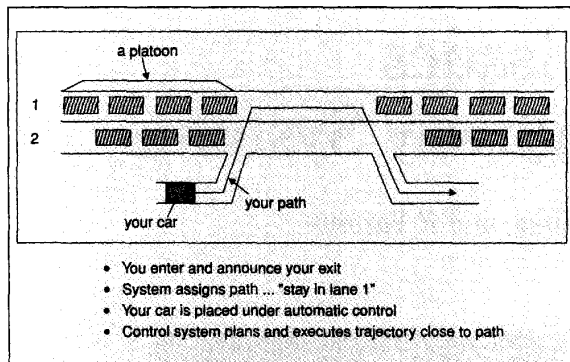 a platoon
1
2
your path
your car
• You enter and announce your exit
• System assigns path ... "stay in lane 1"
• Your car is placed under automatic control
• Control system plans and executes trajectory close to path